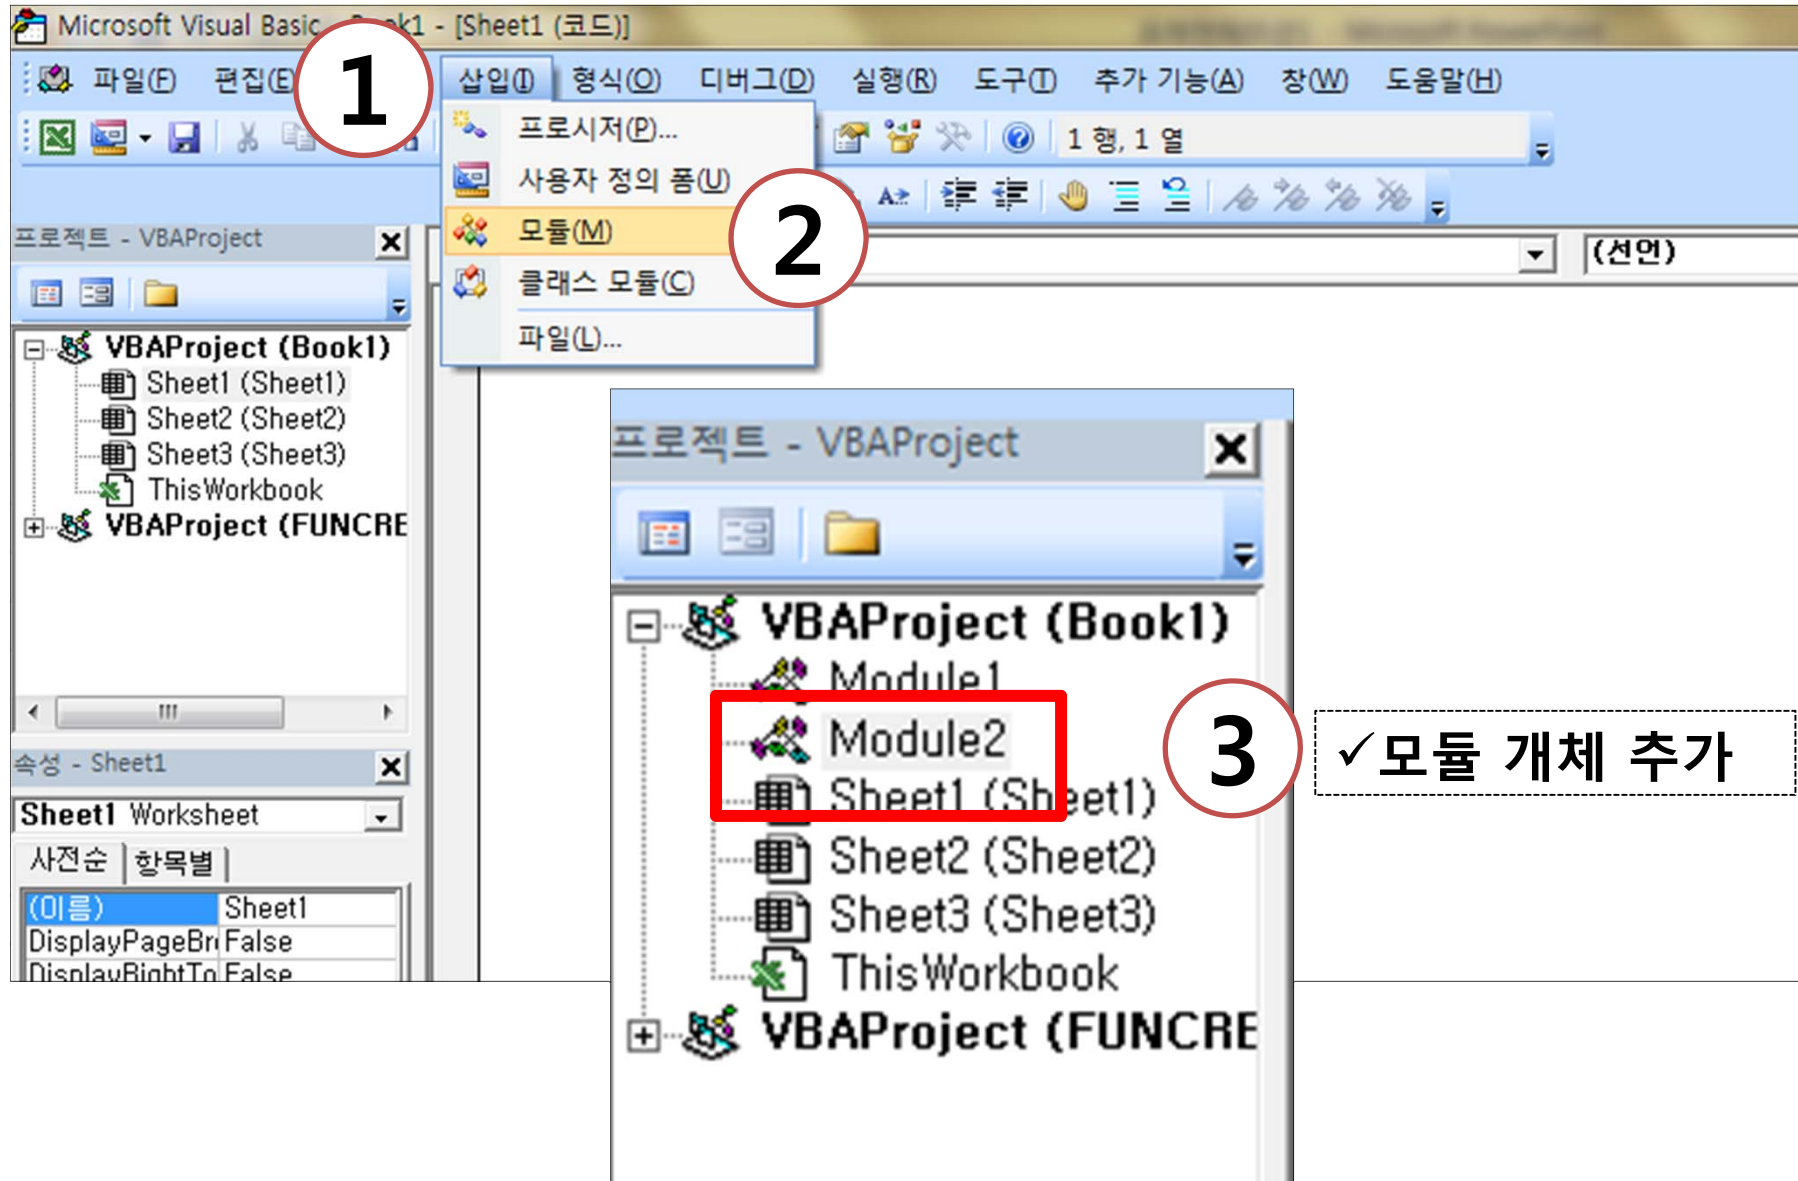 Microsoft Visual Basic - Book1 - [Sheet1 (코드)]
파일(F) 편집(E) 삽입(I) 형식(O) 디버그(D) 실행(R) 도구(T) 추가 기능(A) 창(W) 도움말(H)
1
프로시저(P)...
1 행, 1 열
사용자 정의 폼(U)
모듈(M)
2
클래스 모듈(C)
파일(L)...
(선언)
프로젝트 - VBAProject
VBAProject (Book1)
Sheet1 (Sheet1)
Sheet2 (Sheet2)
Sheet3 (Sheet3)
ThisWorkbook
VBAProject (FUNCRE
속성 - Sheet1
Sheet1 Worksheet
사전순 항목별
(이름) Sheet1
DisplayPageBr False
DisplayRightTo False
프로젝트 - VBAProject
VBAProject (Book1)
Module1
Module2
Sheet1 (Sheet1)
Sheet2 (Sheet2)
Sheet3 (Sheet3)
ThisWorkbook
VBAProject (FUNCRE
3
✓모듈 개체 추가